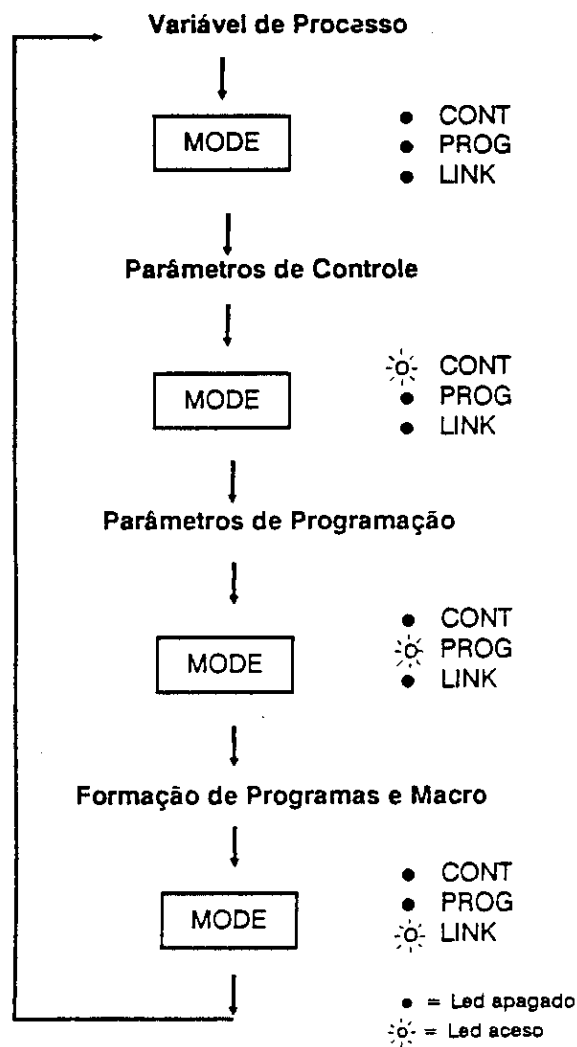 Variável de Processo
MODE
● CONT
● PROG
● LINK
Parâmetros de Controle
MODE
CONT
● PROG
● LINK
Parâmetros de Programação
MODE
● CONT
PROG
● LINK
Formação de Programas e Macro
MODE
● CONT
● PROG
LINK
● = Led apagado
= Led aceso